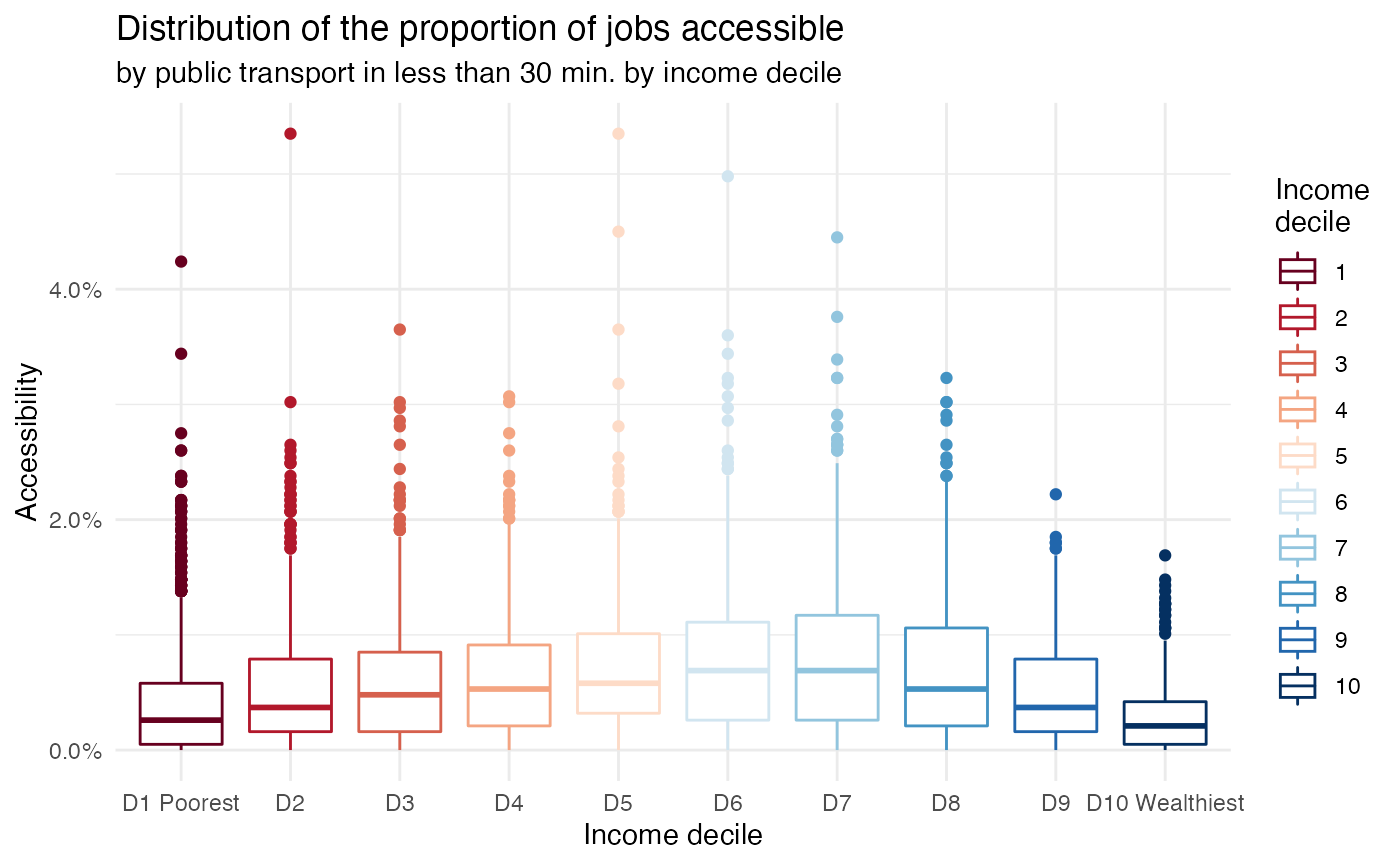 Distribution of the proportion of jobs accessible
by public transport in less than 30 min. by income decile
Accessibility
4.0%
2.0%
0.0%
D1 Poorest D2 D3 D4 D5 D6 D7 D8 D9 D10 Wealthiest
Income decile
Income
decile
1
2
3
4
5
6
7
8
9
10